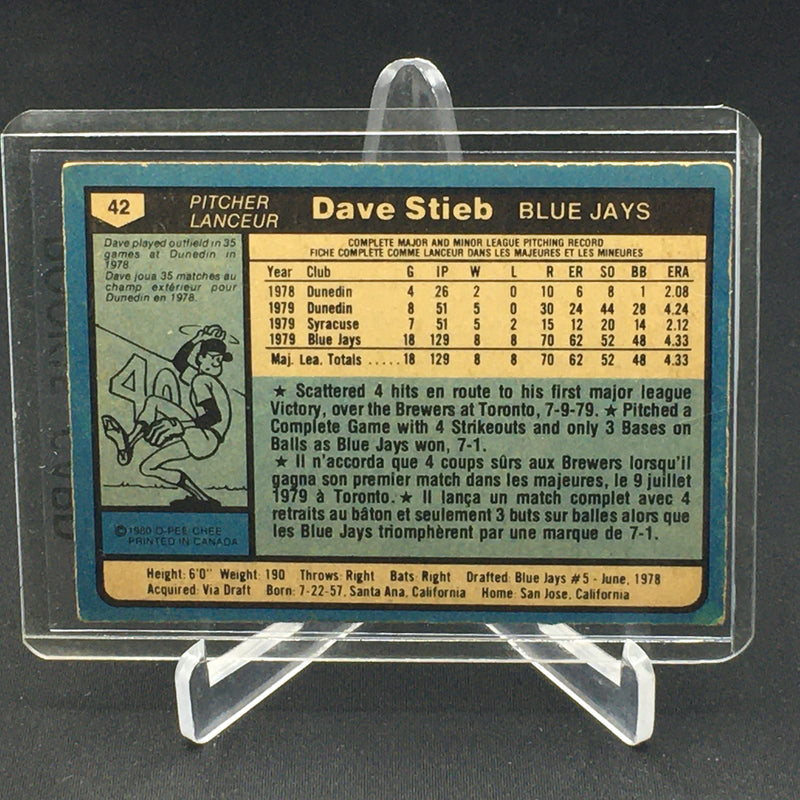 42
PITCHER
LANCEUR
Dave Stieb
BLUE JAYS
Dave played outfield in 35
games at Dunedin in
1978.
Dave joua 35 matches au
champ extérieur pour
Dunedin en 1978.
40
© 1980 O-PEE-CHEE
PRINTED IN CANADA
COMPLETE MAJOR AND MINOR LEAGUE PITCHING RECORD
FICHE COMPLÈTE COMME LANCEUR DANS LES MAJEURES ET LES MINEURES
Year Club G IP W L R ER SO BB ERA
1978 Dunedin 4 26 2 0 10 6 8 1 2.08
1979 Dunedin 8 51 5 0 30 24 44 28 4.24
1979 Syracuse 7 51 5 2 15 12 20 14 2.12
1979 Blue Jays 18 129 8 8 70 62 52 48 4.33
Maj. Lea. Totals ..... 18 129 8 8 70 62 52 48 4.33
★ Scattered 4 hits en route to his first major league
Victory, over the Brewers at Toronto, 7-9-79. ★ Pitched a
Complete Game with 4 Strikeouts and only 3 Bases on
Balls as Blue Jays won, 7-1.
★ Il n'accorda que 4 coups sûrs aux Brewers lorsqu'il
gagna son premier match dans les majeures, le 9 juillet
1979 à Toronto. ★ Il lança un match complet avec 4
retraits au bâton et seulement 3 buts sur balles alors que
les Blue Jays triomphèrent par une marque de 7-1.
Height: 6'0" Weight: 190 Throws: Right Bats: Right Drafted: Blue Jays #5 - June, 1978
Acquired: Via Draft Born: 7-22-57, Santa Ana, California Home: San Jose, California